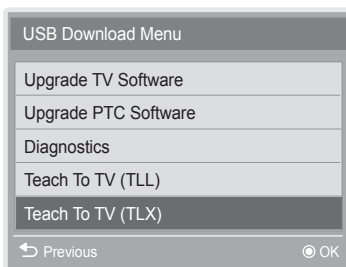 USB Download Menu
Upgrade TV Software
Upgrade PTC Software
Diagnostics
Teach To TV (TLL)
Teach To TV (TLX)
Previous
OK